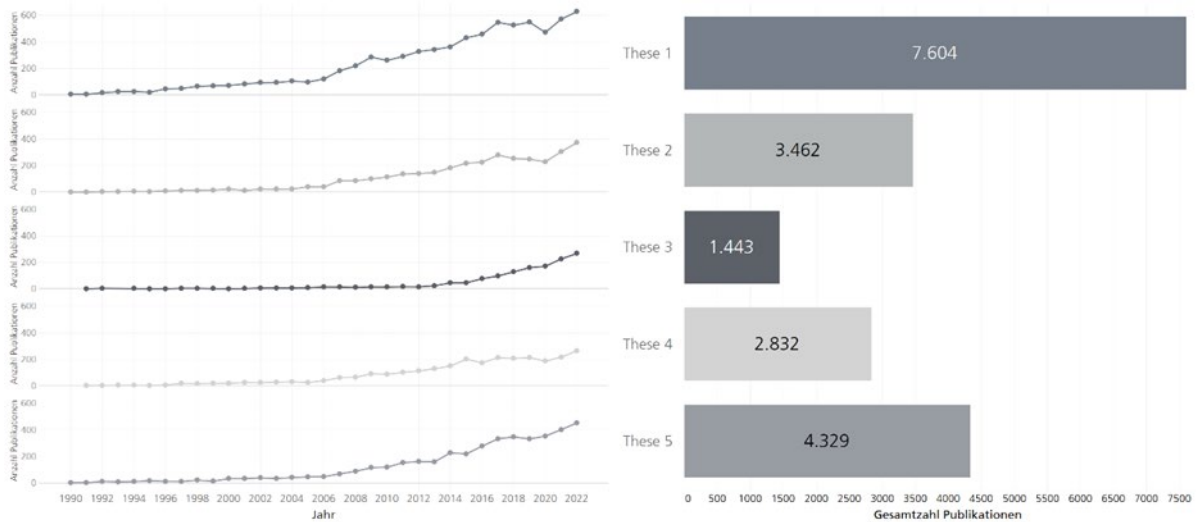 Anzahl Publikationen
600
400
200
0
Anzahl Publikationen
600
400
200
0
Anzahl Publikationen
600
400
200
0
Anzahl Publikationen
600
400
200
0
Anzahl Publikationen
600
400
200
0
1990 1992 1994 1996 1998 2000 2002 2004 2006 2008 2010 2012 2014 2016 2018 2020 2022
Jahr
These 1 7.604
These 2 3.462
These 3 1.443
These 4 2.832
These 5 4.329
0 500 1000 1500 2000 2500 3000 3500 4000 4500 5000 5500 6000 6500 7000 7500
Gesamtzahl Publikationen